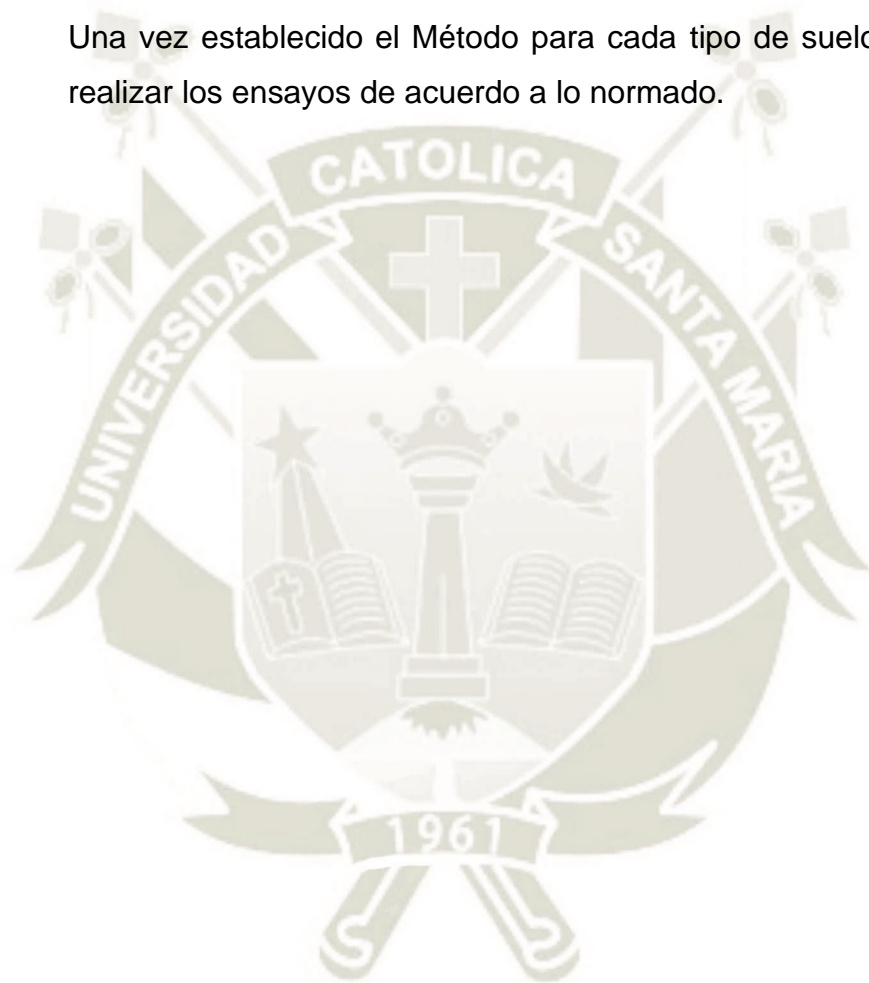 Una vez establecido el Método para cada tipo de suelo
realizar los ensayos de acuerdo a lo normado.
CATOLICA
UNIVERSIDAD
SANTA MARIA
1961